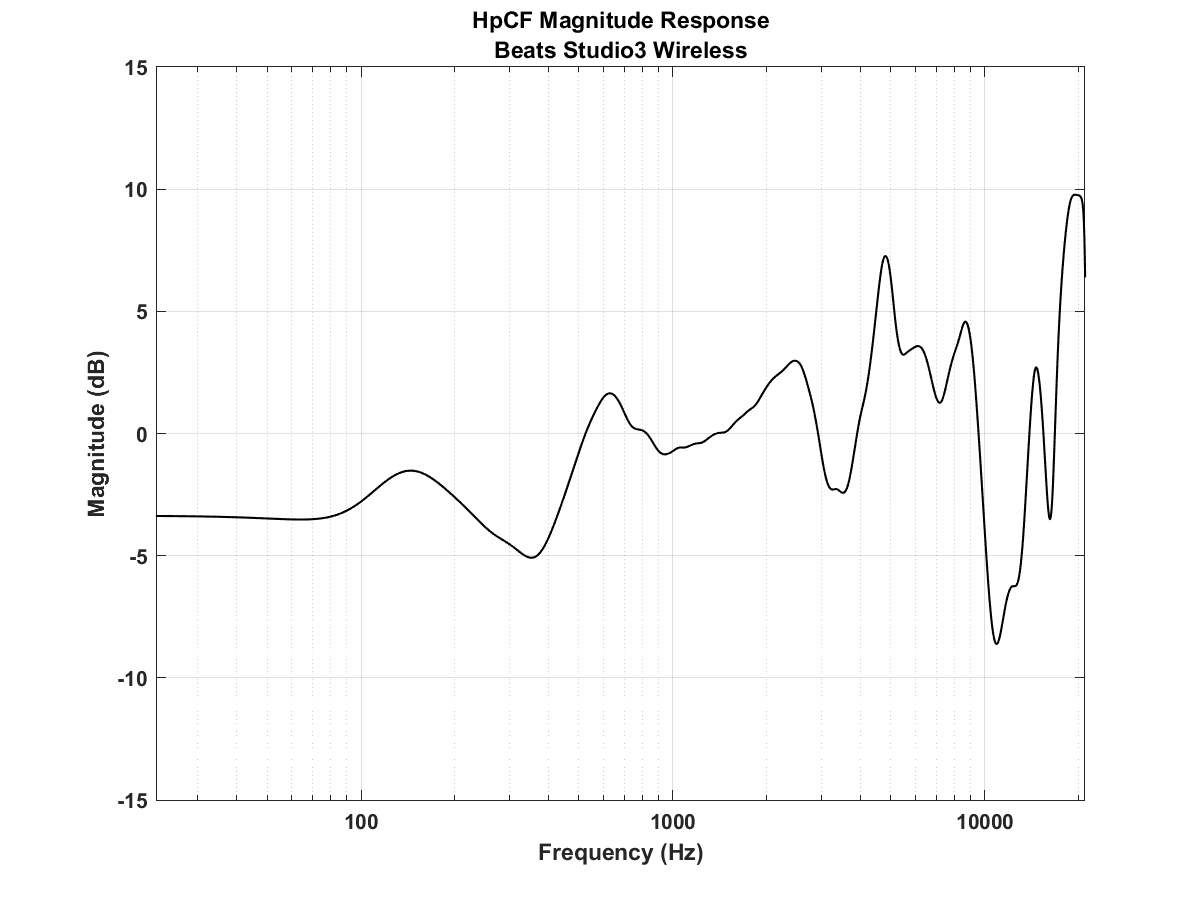 HpCF Magnitude Response
Beats Studio3 Wireless
15
10
5
0
-5
-10
-15
Magnitude (dB)
100
1000
10000
Frequency (Hz)